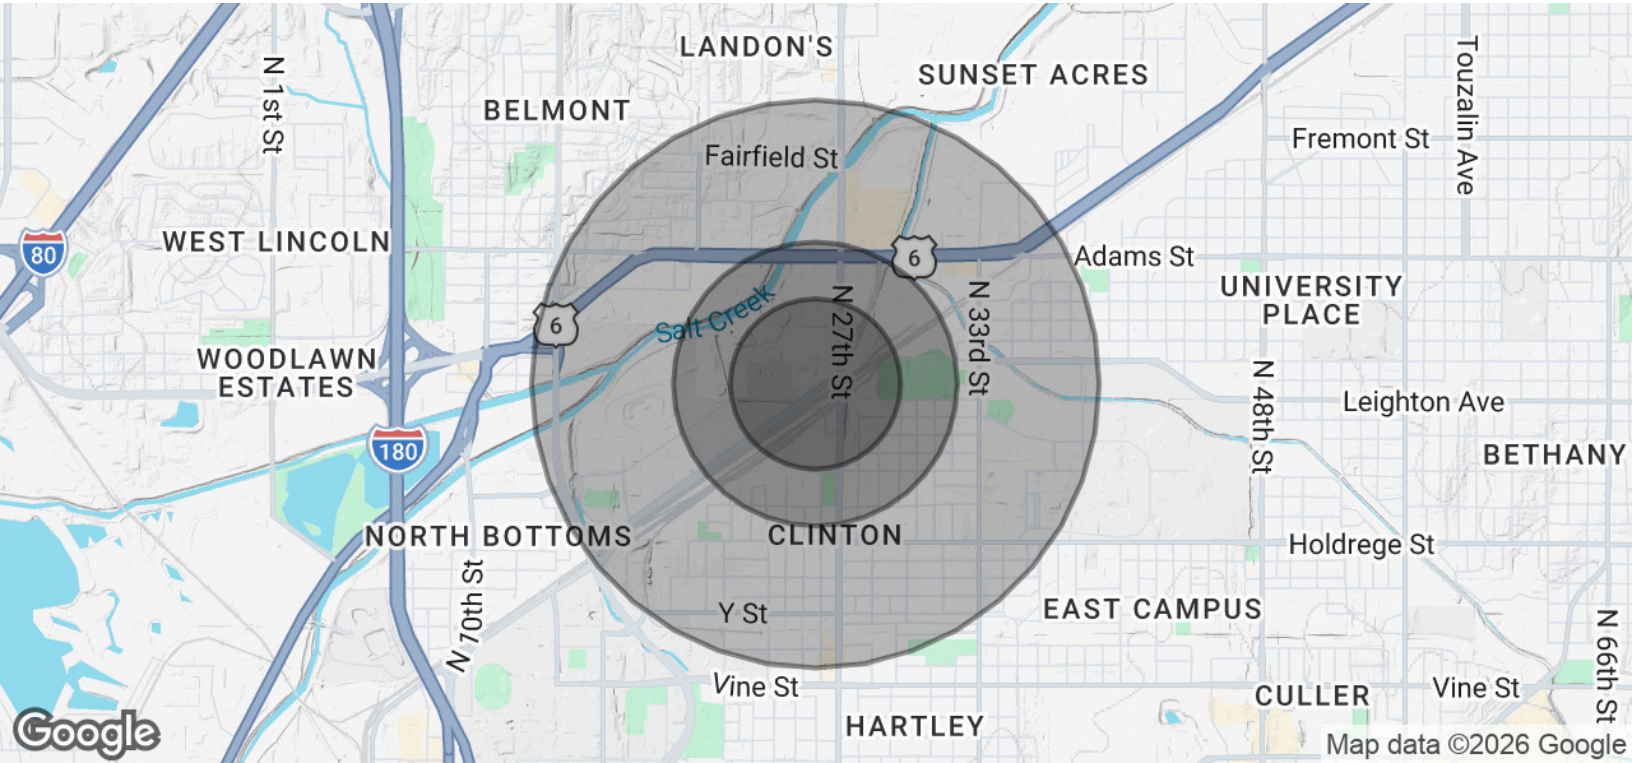 LANDON'S
SUNSET ACRES
Touzalin Ave
N 1st St
BELMONT
Fremont St
Fairfield St
WEST LINCOLN
80
6
Adams St
UNIVERSITY
PLACE
Salt Creek
N 27th St
N 33rd St
6
WOODLAWN
ESTATES
N 48th St
Leighton Ave
180
BETHANY
NORTH BOTTOMS
CLINTON
Holdrege St
N 70th St
Y St
EAST CAMPUS
N 66th St
Vine St
CULLER
Vine St
HARTLEY
Google
Map data ©2026 Google